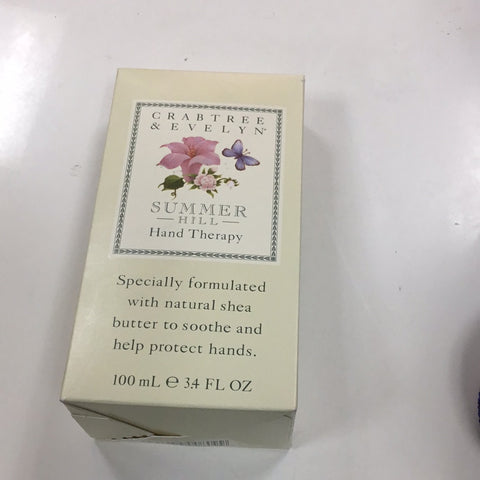 CRABTREE
& EVELYN®
SUMMER
HILL
Hand Therapy
Specially formulated
with natural shea
butter to soothe and
help protect hands.
100 mL ℮ 3.4 FL OZ